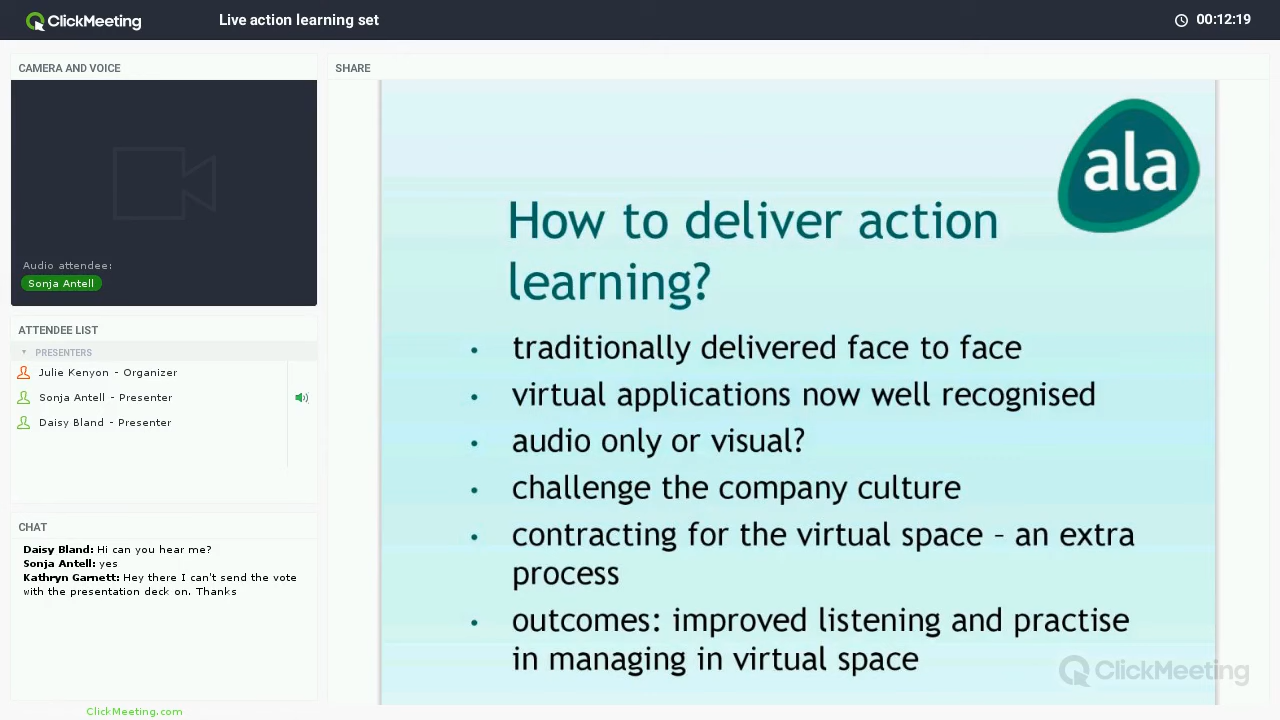 ClickMeeting
Live action learning set
00:12:19
CAMERA AND VOICE
Audio attendee:
Sonja Antell
ATTENDEE LIST
PRESENTERS
Julie Kenyon - Organizer
Sonja Antell - Presenter
Daisy Bland - Presenter
CHAT
Daisy Bland: Hi can you hear me?
Sonja Antell: yes
Kathryn Garnett: Hey there I can't send the vote
with the presentation deck on. Thanks
ClickMeeting.com
SHARE
ala
How to deliver action
learning?
• traditionally delivered face to face
• virtual applications now well recognised
• audio only or visual?
• challenge the company culture
• contracting for the virtual space – an extra
process
• outcomes: improved listening and practise
in managing in virtual space
ClickMeeting